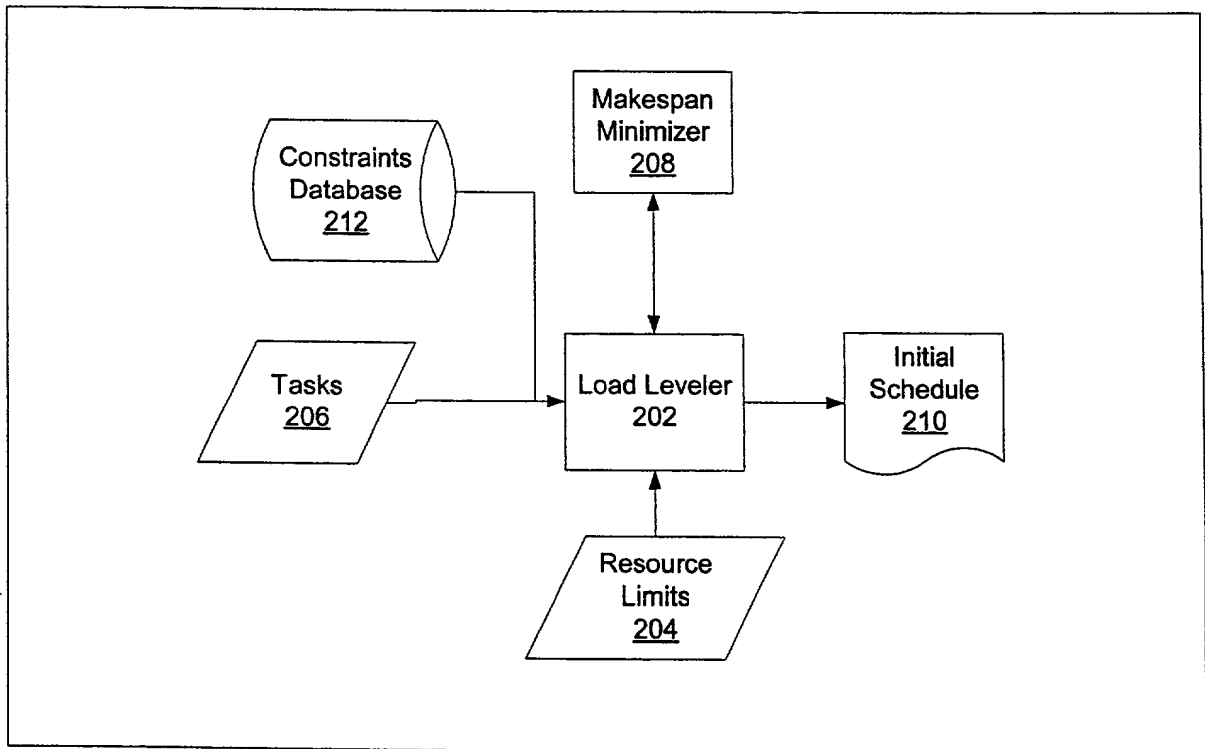 Makespan
Minimizer
208
Constraints
Database
212
Tasks
206
Load Leveler
202
Initial
Schedule
210
Resource
Limits
204